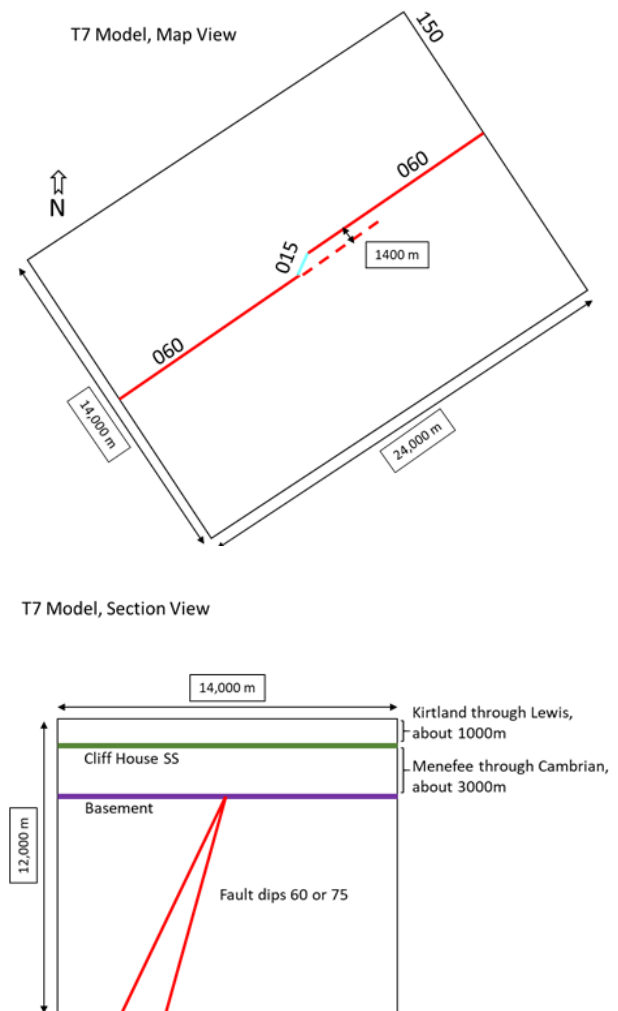 T7 Model, Map View
150
060
N
015
1400 m
060
14,000 m
24,000 m
T7 Model, Section View
14,000 m
Kirtland through Lewis,
about 1000m
Cliff House SS
Menefee through Cambrian,
about 3000m
Basement
12,000 m
Fault dips 60 or 75